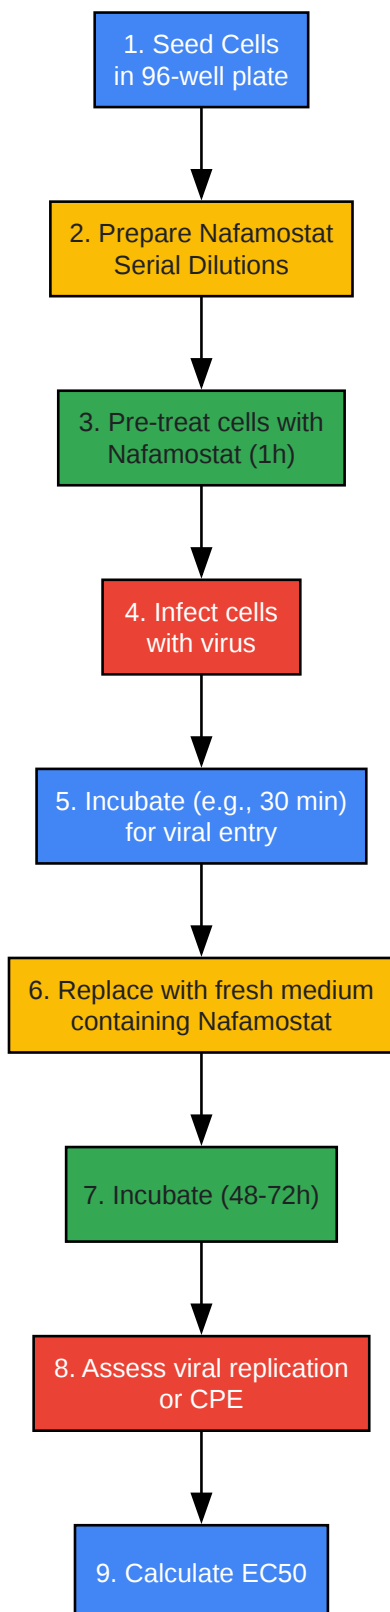 1. Seed Cells
in 96-well plate
2. Prepare Nafamostat
Serial Dilutions
3. Pre-treat cells with
Nafamostat (1h)
4. Infect cells
with virus
5. Incubate (e.g., 30 min)
for viral entry
6. Replace with fresh medium
containing Nafamostat
7. Incubate (48-72h)
8. Assess viral replication
or CPE
9. Calculate EC50